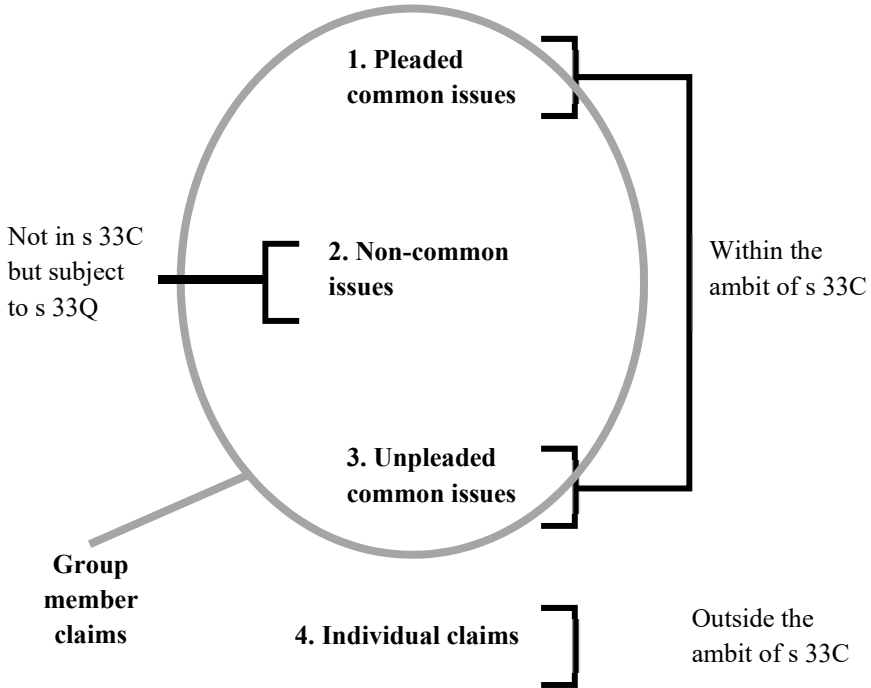 1. Pleaded
common issues
Not in s 33C
but subject
to s 33Q
2. Non-common
issues
Within the
ambit of s 33C
3. Unpleaded
common issues
Group
member
claims
4. Individual claims
Outside the
ambit of s 33C